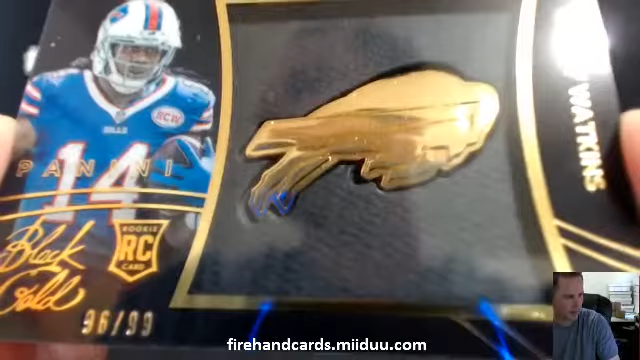 RCW
BILLS
PANINI
14
Black
Gold
ROOKIE
RC
CARD
96/99
WATKINS
firehandcards.miiduu.com